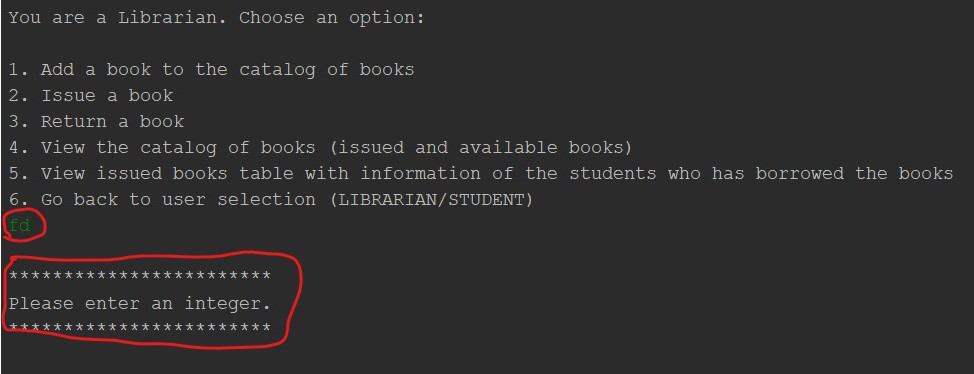 You are a Librarian. Choose an option:
1. Add a book to the catalog of books
2. Issue a book
3. Return a book
4. View the catalog of books (issued and available books)
5. View issued books table with information of the students who has borrowed the books
6. Go back to user selection (LIBRARIAN/STUDENT)
fd
************************
Please enter an integer.
************************